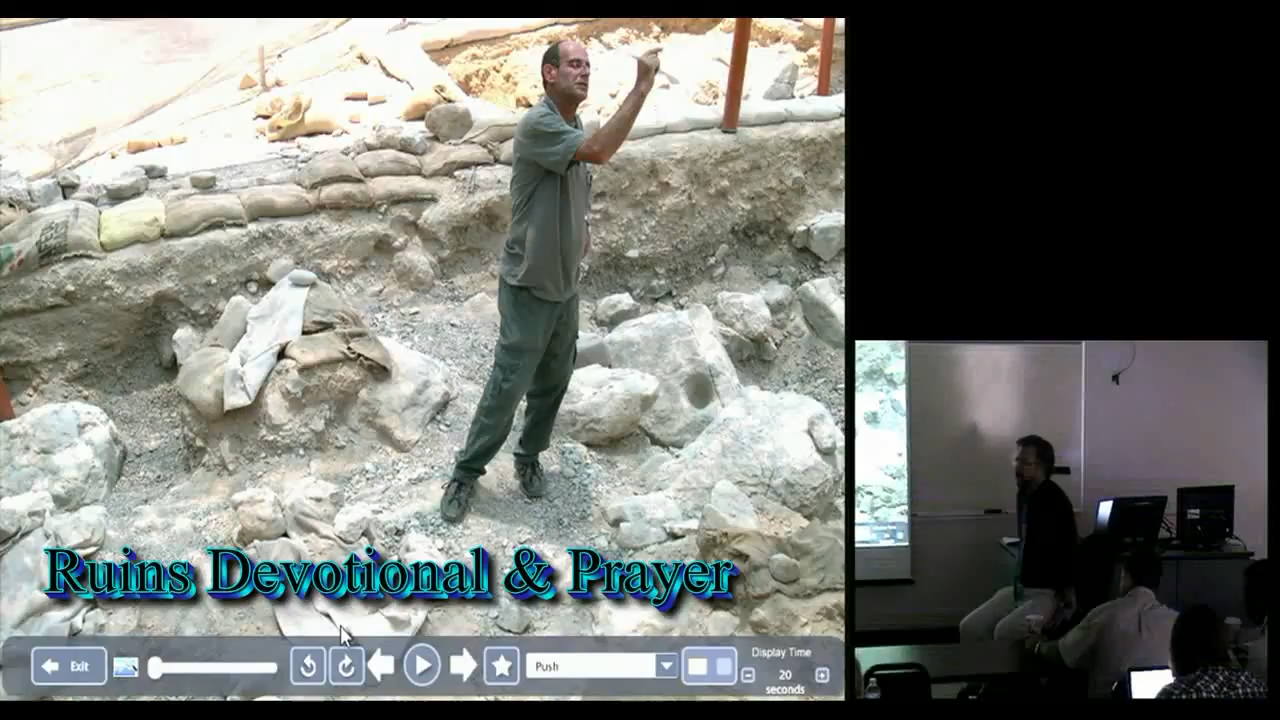 Ruins Devotional & Prayer
Exit
Push
Display Time
20
seconds